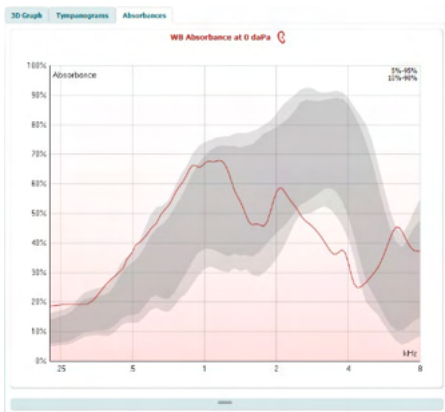 3D Graph Tympanograms Absorbances
WB Absorbance at 0 daPa
100% Absorbance 5%-95%
10%-90%
90%
80%
70%
60%
50%
40%
30%
20%
10%
0% kHz
.25 .5 1 2 4 8